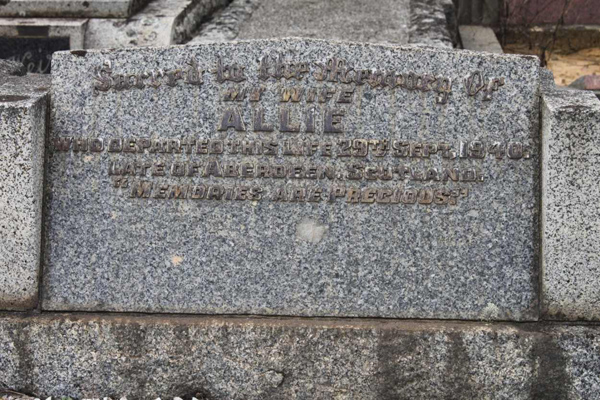 Sacred to the Memory Of
MY WIFE
ALLIE
WHO DEPARTED THIS LIFE 29TH SEPT. 1940.
LATE OF ABERDEEN, SCOTLAND.
"MEMORIES ARE PRECIOUS"